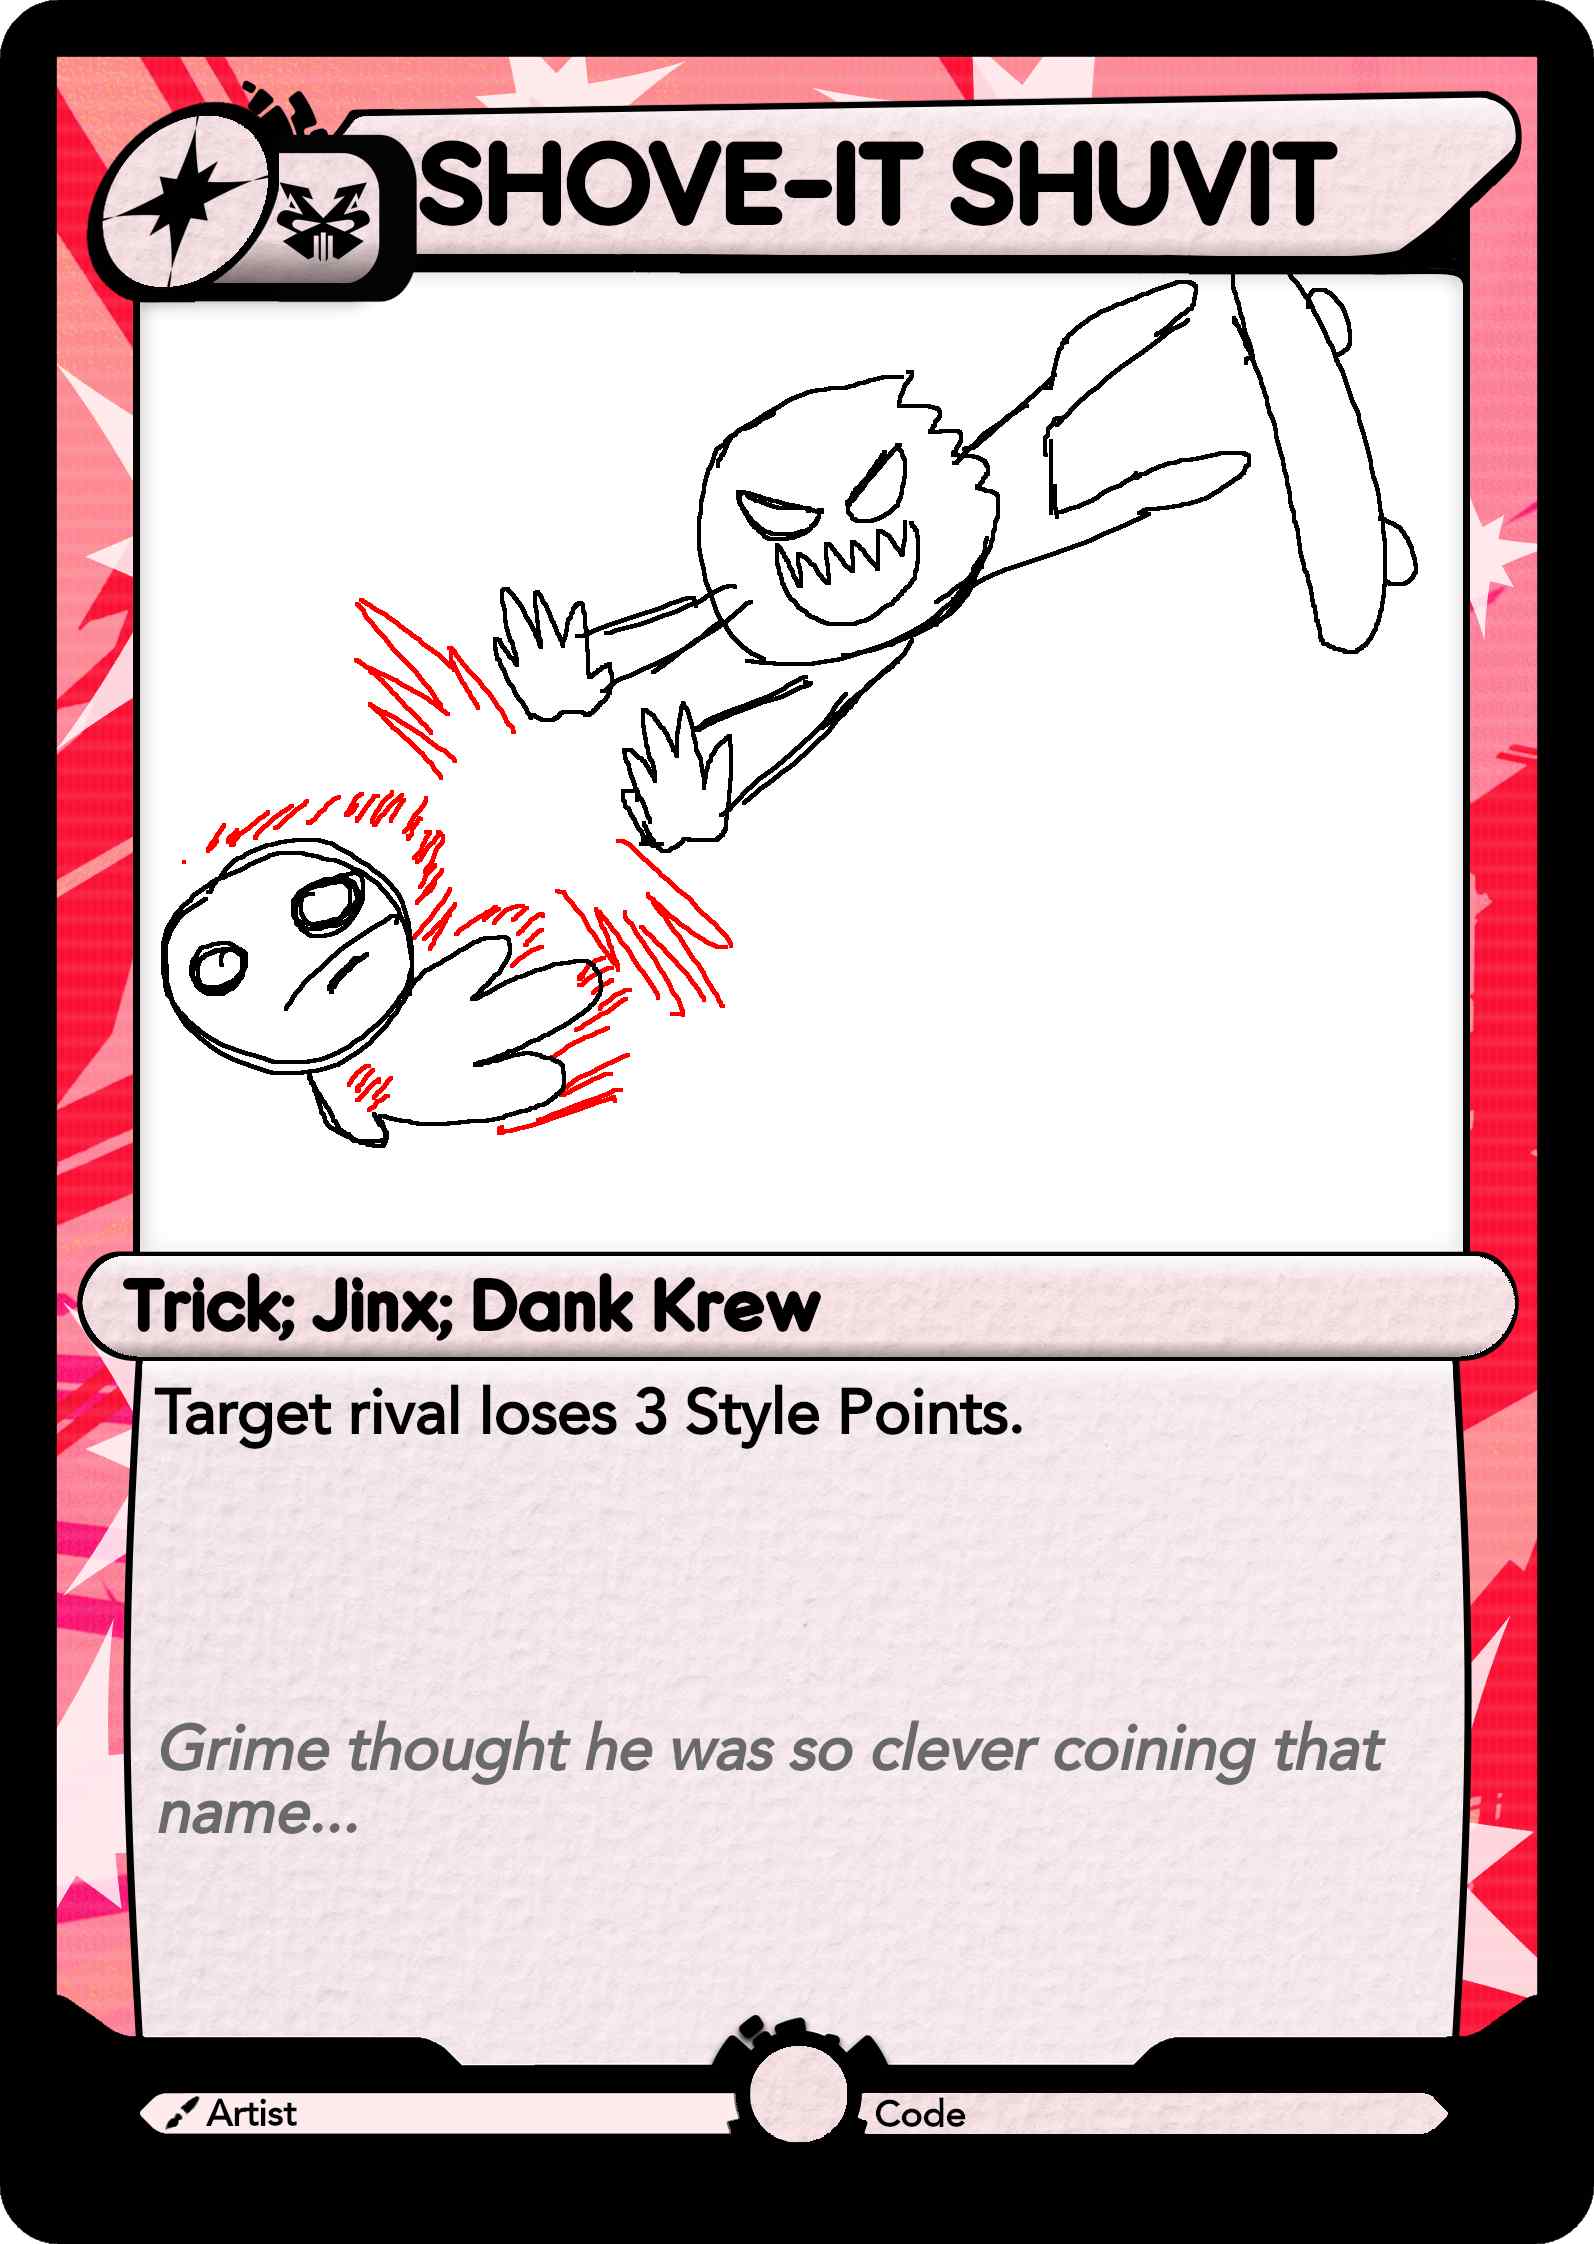 SHOVE-IT SHUVIT
Trick; Jinx; Dank Krew
Target rival loses 3 Style Points.
Grime thought he was so clever coining that
name...
Artist
Code